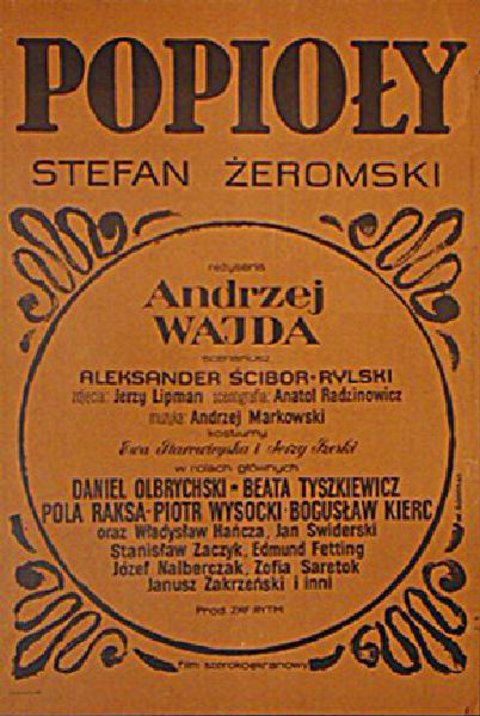 POPIOŁY
STEFAN ŻEROMSKI
reżyseria
Andrzej
WAJDA
scenariusz
ALEKSANDER ŚCIBOR-RYLSKI
zdjęcia: Jerzy Lipman scenografia: Anatol Radzinowicz
muzyka: Andrzej Markowski
kostiumy
Ewa Starowieyska i Jerzy Szeski
w rolach głównych
DANIEL OLBRYCHSKI - BEATA TYSZKIEWICZ
POLA RAKSA - PIOTR WYSOCKI - BOGUSŁAW KIERC
oraz Władysław Hańcza, Jan Swiderski
Stanisław Zaczyk, Edmund Fetting
Józef Nalberczak, Zofia Saretok
Janusz Zakrzeński i inni
Prod. ZRF RYTM
film szerokoekranowy